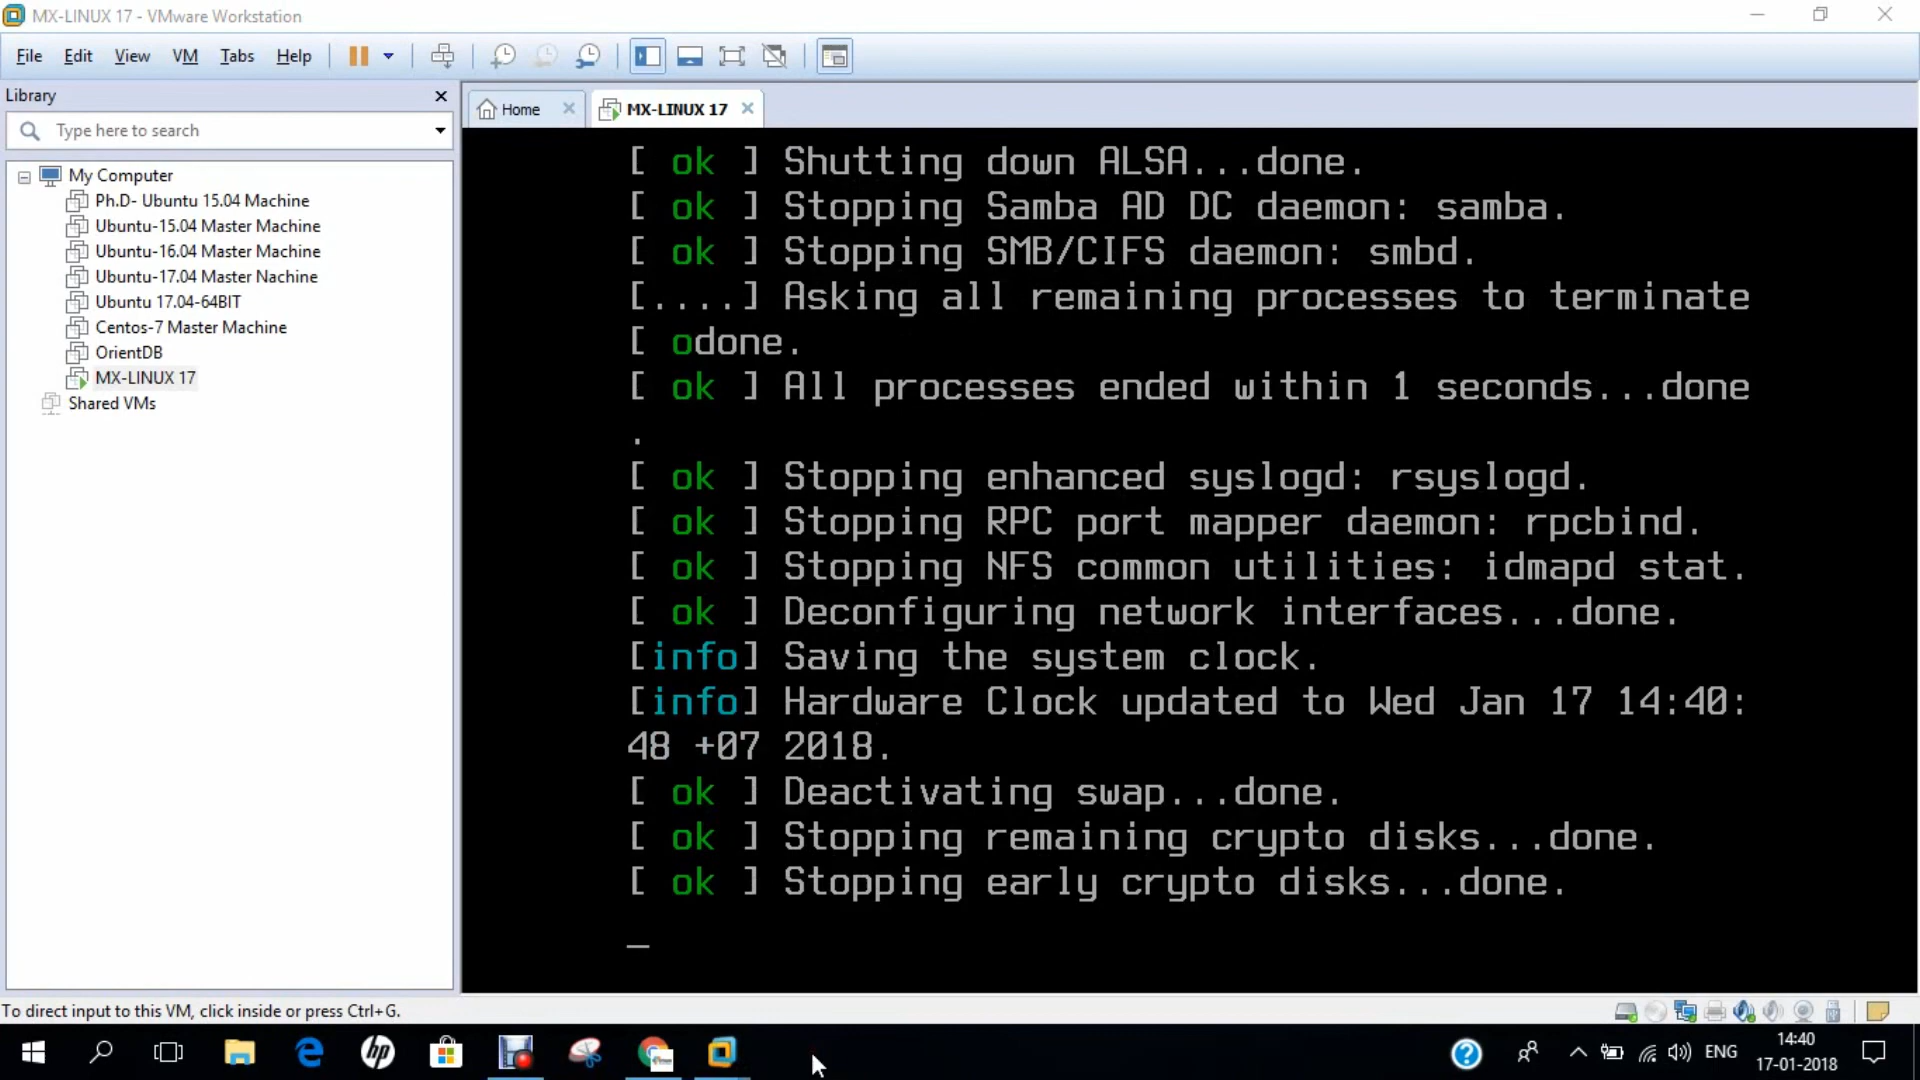 MX-LINUX 17 - VMware Workstation
File Edit View VM Tabs Help
Library
Type here to search
My Computer
Ph.D- Ubuntu 15.04 Machine
Ubuntu-15.04 Master Machine
Ubuntu-16.04 Master Machine
Ubuntu-17.04 Master Nachine
Ubuntu 17.04-64BIT
Centos-7 Master Machine
OrientDB
MX-LINUX 17
Shared VMs
Home MX-LINUX 17
[ ok ] Shutting down ALSA...done.
[ ok ] Stopping Samba AD DC daemon: samba.
[ ok ] Stopping SMB/CIFS daemon: smbd.
[....] Asking all remaining processes to terminate
[ odone.
[ ok ] All processes ended within 1 seconds...done
.
[ ok ] Stopping enhanced syslogd: rsyslogd.
[ ok ] Stopping RPC port mapper daemon: rpcbind.
[ ok ] Stopping NFS common utilities: idmapd stat.
[ ok ] Deconfiguring network interfaces...done.
[info] Saving the system clock.
[info] Hardware Clock updated to Wed Jan 17 14:40:
48 +07 2018.
[ ok ] Deactivating swap...done.
[ ok ] Stopping remaining crypto disks...done.
[ ok ] Stopping early crypto disks...done.
_
To direct input to this VM, click inside or press Ctrl+G.
hp
ENG
14:40
17-01-2018